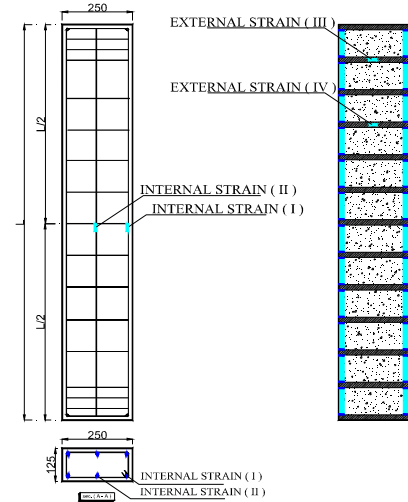 250
EXTERNAL STRAIN ( III )
EXTERNAL STRAIN ( IV )
L/2
L
INTERNAL STRAIN ( II )
INTERNAL STRAIN ( I )
L/2
250
125
INTERNAL STRAIN ( I )
INTERNAL STRAIN ( II )
sec. ( A - A )